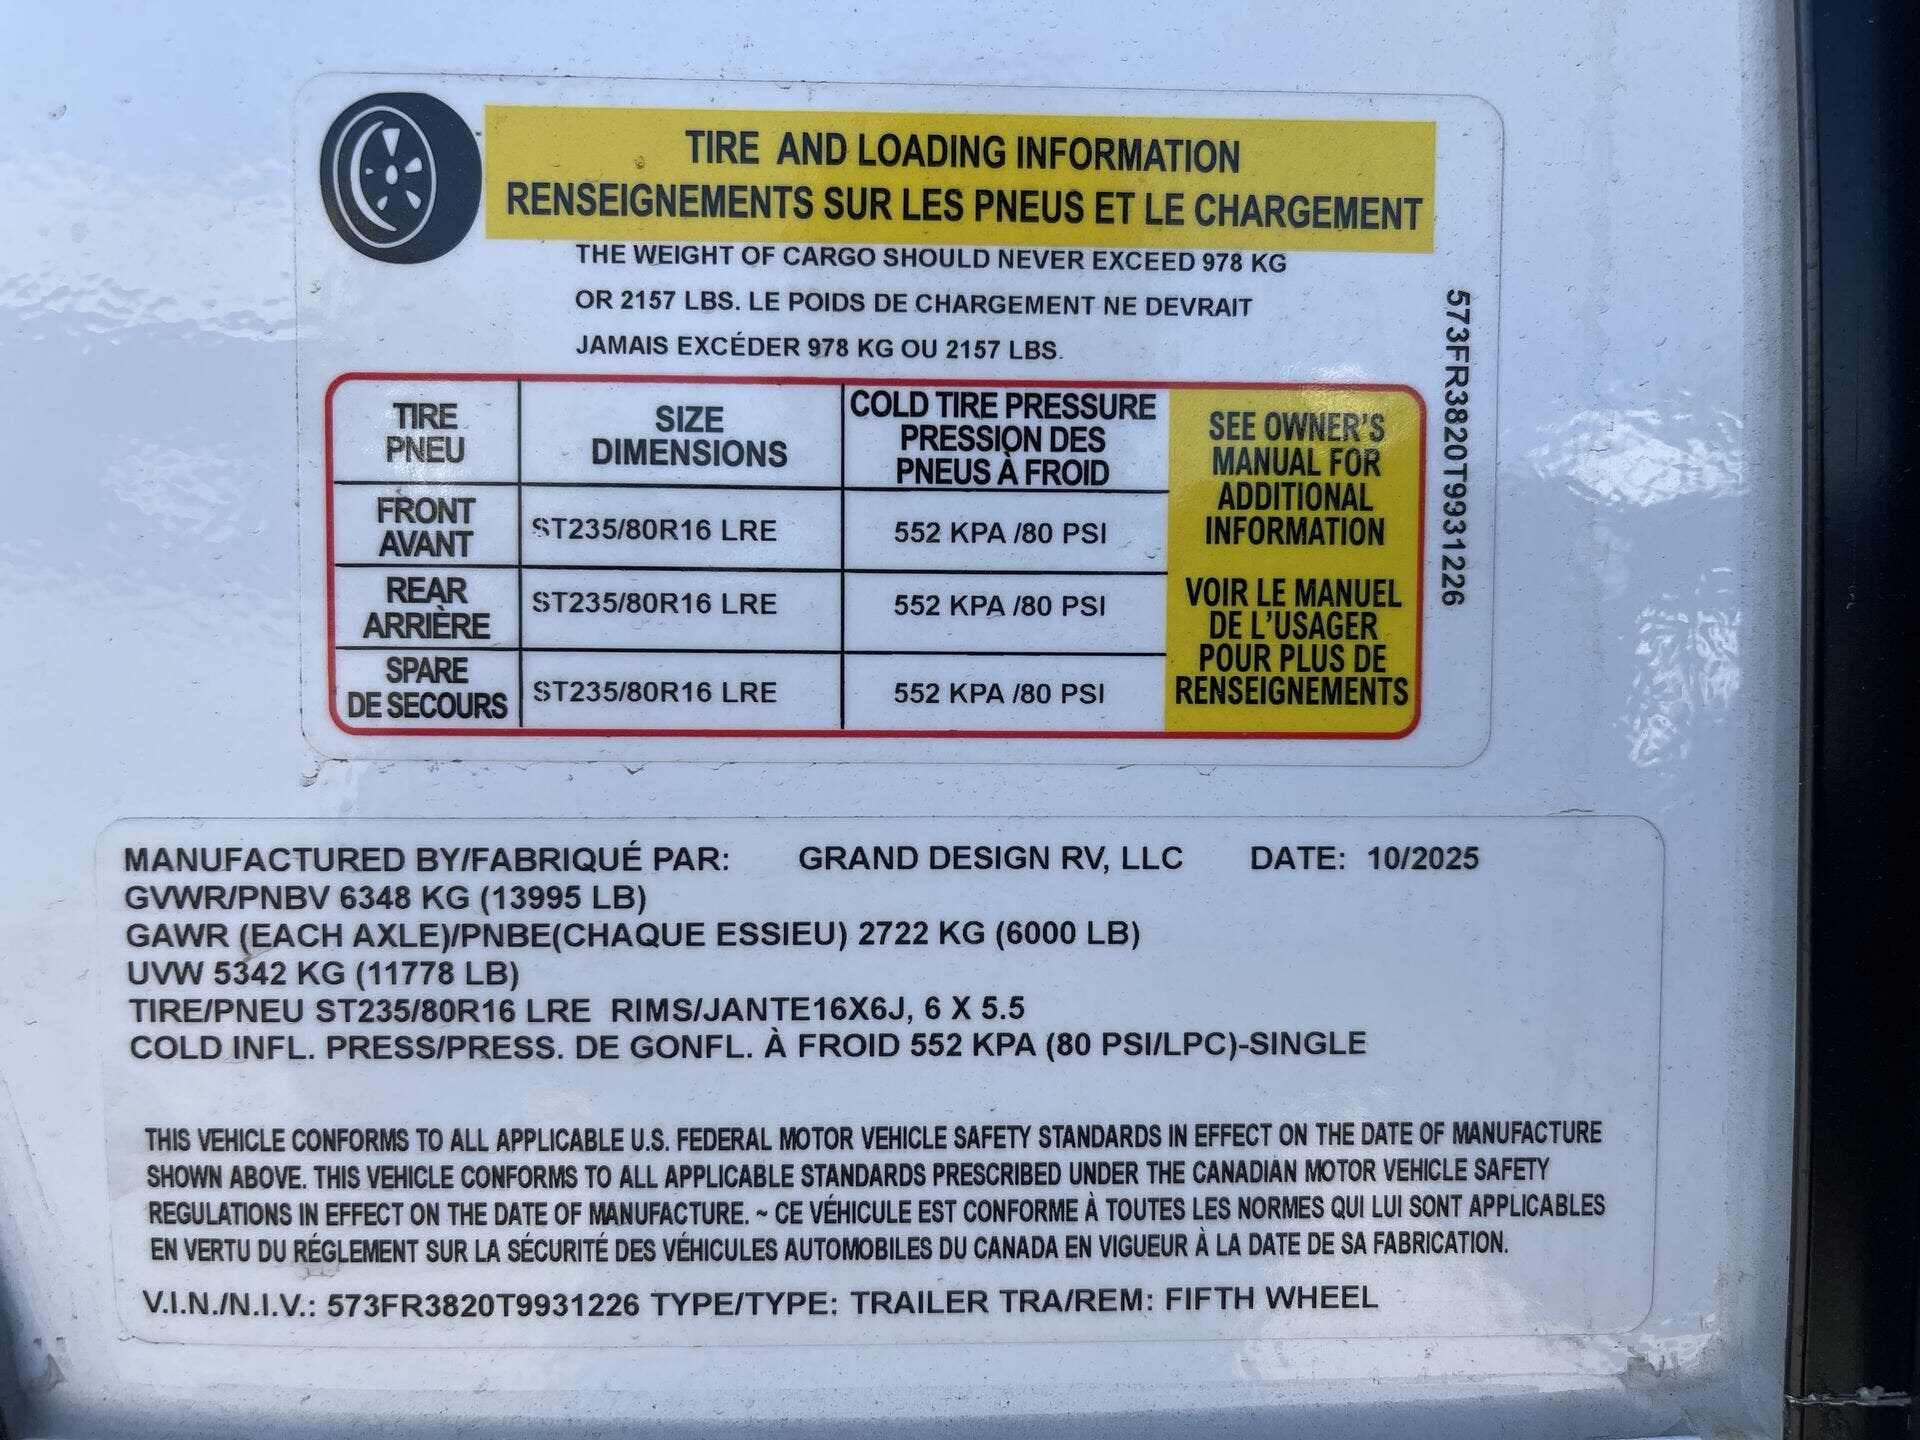 TIRE AND LOADING INFORMATION
RENSEIGNEMENTS SUR LES PNEUS ET LE CHARGEMENT
THE WEIGHT OF CARGO SHOULD NEVER EXCEED 978 KG
OR 2157 LBS. LE POIDS DE CHARGEMENT NE DEVRAIT
JAMAIS EXCÉDER 978 KG OU 2157 LBS.
573FR3820T9931226
TIRE
PNEU
SIZE
DIMENSIONS
COLD TIRE PRESSURE
PRESSION DES
PNEUS À FROID
FRONT
AVANT
ST235/80R16 LRE
552 KPA /80 PSI
REAR
ARRIÈRE
ST235/80R16 LRE
552 KPA /80 PSI
SPARE
DE SECOURS
ST235/80R16 LRE
552 KPA /80 PSI
SEE OWNER'S
MANUAL FOR
ADDITIONAL
INFORMATION
VOIR LE MANUEL
DE L'USAGER
POUR PLUS DE
RENSEIGNEMENTS
MANUFACTURED BY/FABRIQUÉ PAR: GRAND DESIGN RV, LLC DATE: 10/2025
GVWR/PNBV 6348 KG (13995 LB)
GAWR (EACH AXLE)/PNBE(CHAQUE ESSIEU) 2722 KG (6000 LB)
UVW 5342 KG (11778 LB)
TIRE/PNEU ST235/80R16 LRE RIMS/JANTE16X6J, 6 X 5.5
COLD INFL. PRESS/PRESS. DE GONFL. À FROID 552 KPA (80 PSI/LPC)-SINGLE
THIS VEHICLE CONFORMS TO ALL APPLICABLE U.S. FEDERAL MOTOR VEHICLE SAFETY STANDARDS IN EFFECT ON THE DATE OF MANUFACTURE
SHOWN ABOVE. THIS VEHICLE CONFORMS TO ALL APPLICABLE STANDARDS PRESCRIBED UNDER THE CANADIAN MOTOR VEHICLE SAFETY
REGULATIONS IN EFFECT ON THE DATE OF MANUFACTURE. ~ CE VÉHICULE EST CONFORME À TOUTES LES NORMES QUI LUI SONT APPLICABLES
EN VERTU DU RÉGLEMENT SUR LA SÉCURITÉ DES VÉHICULES AUTOMOBILES DU CANADA EN VIGUEUR À LA DATE DE SA FABRICATION.
V.I.N./N.I.V.: 573FR3820T9931226 TYPE/TYPE: TRAILER TRA/REM: FIFTH WHEEL